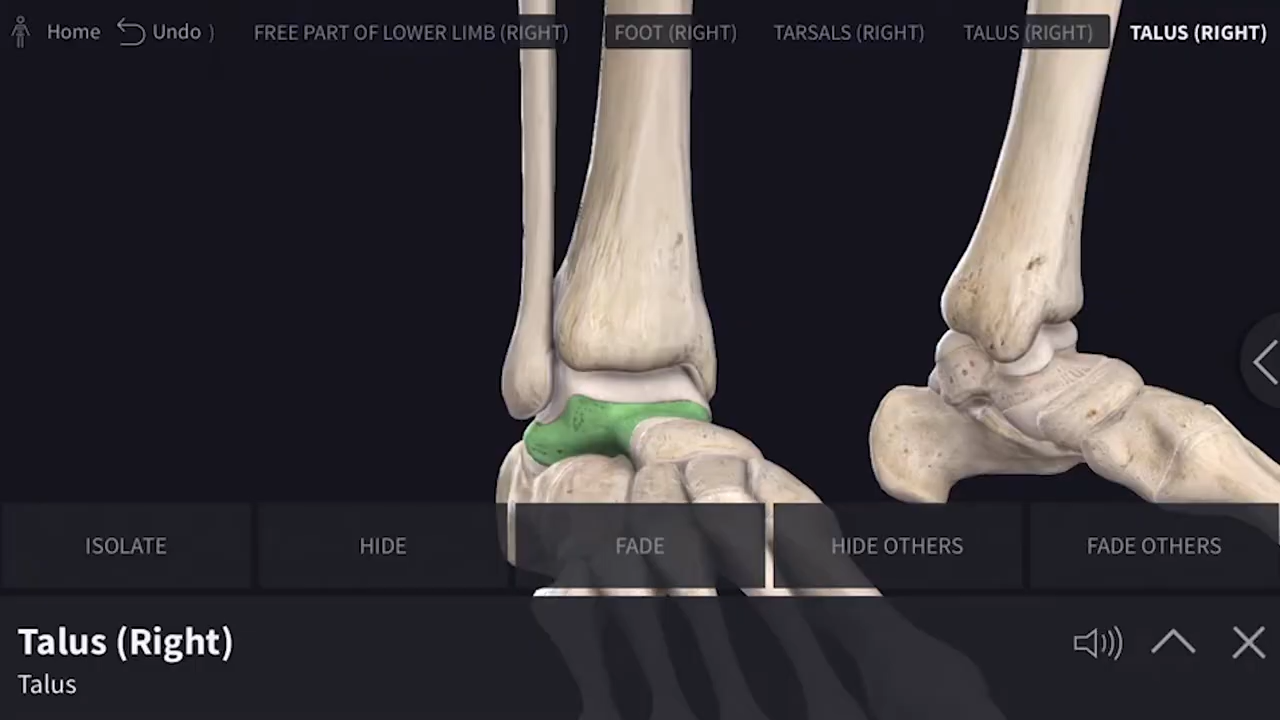 Home Undo ) FREE PART OF LOWER LIMB (RIGHT) FOOT (RIGHT) TARSALS (RIGHT) TALUS (RIGHT) TALUS (RIGHT)
ISOLATE HIDE FADE HIDE OTHERS FADE OTHERS
Talus (Right)
Talus